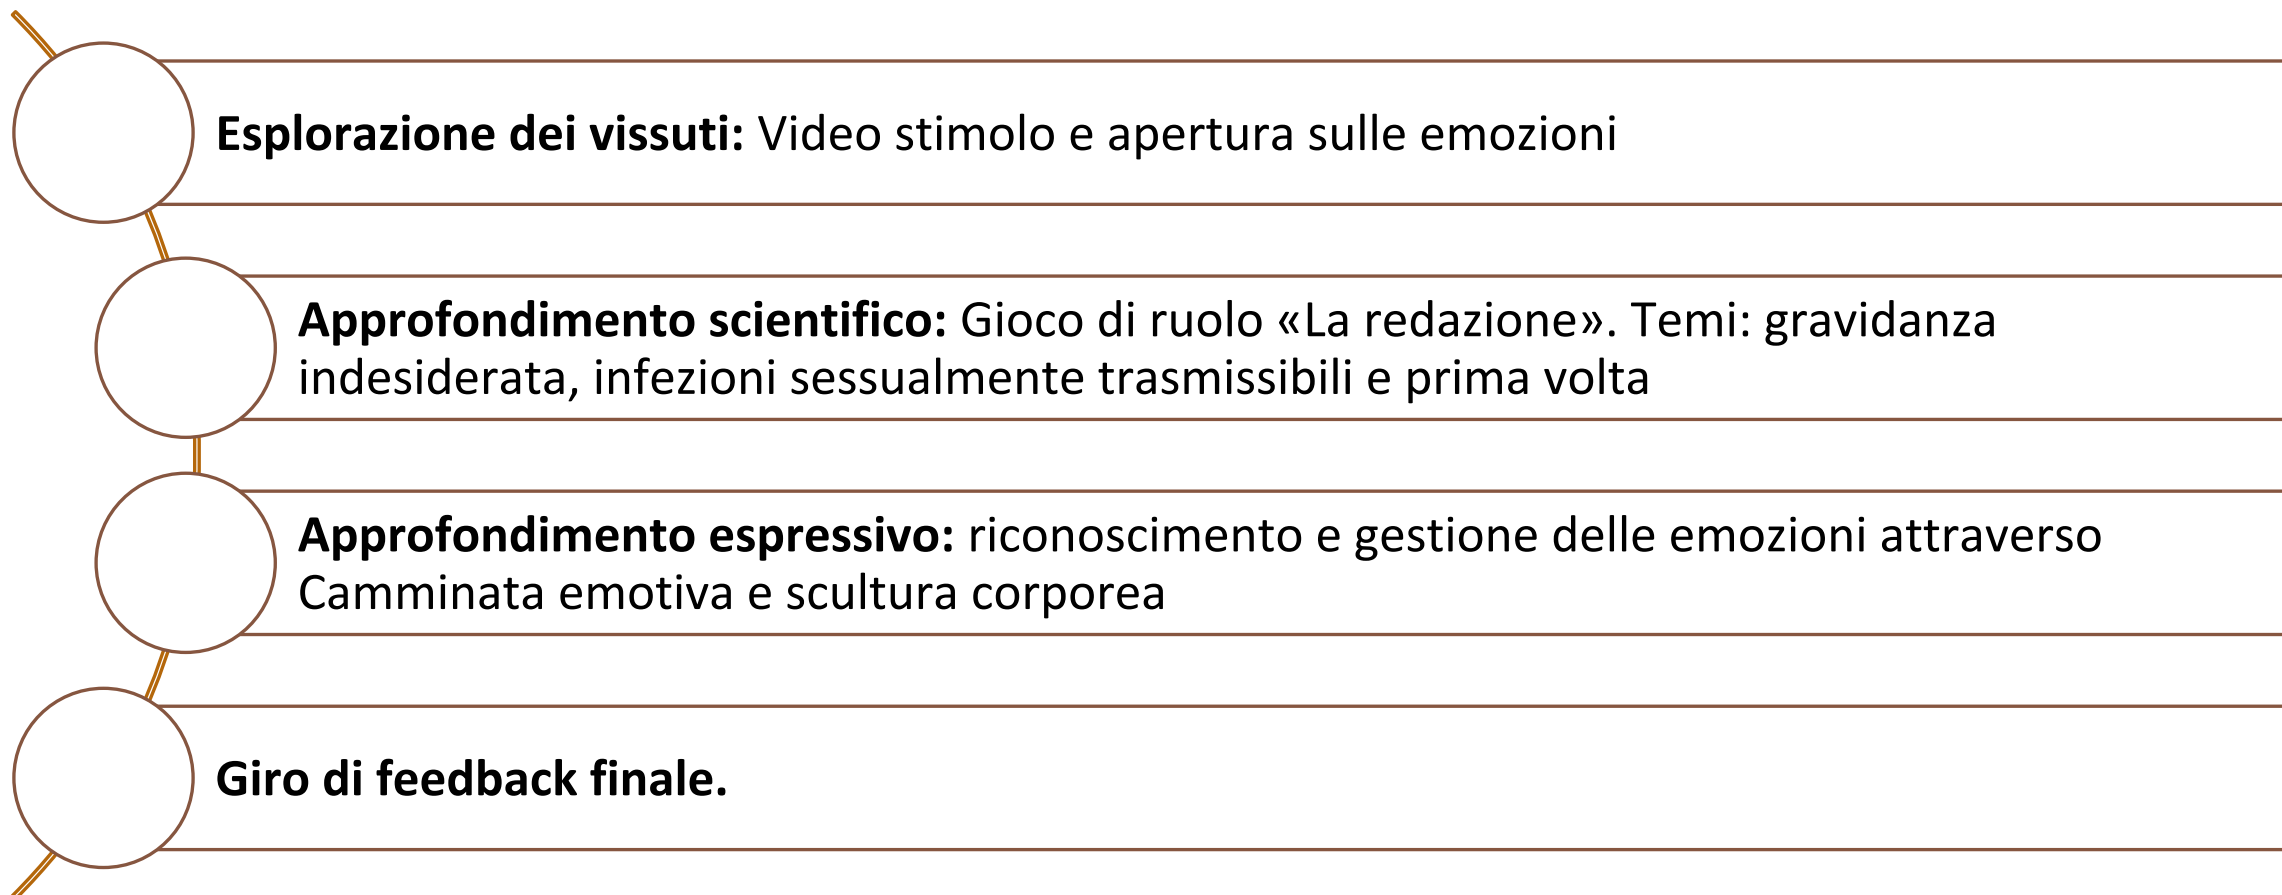 Esplorazione dei vissuti: Video stimolo e apertura sulle emozioni
Approfondimento scientifico: Gioco di ruolo «La redazione». Temi: gravidanza
indesiderata, infezioni sessualmente trasmissibili e prima volta
Approfondimento espressivo: riconoscimento e gestione delle emozioni attraverso
Camminata emotiva e scultura corporea
Giro di feedback finale.